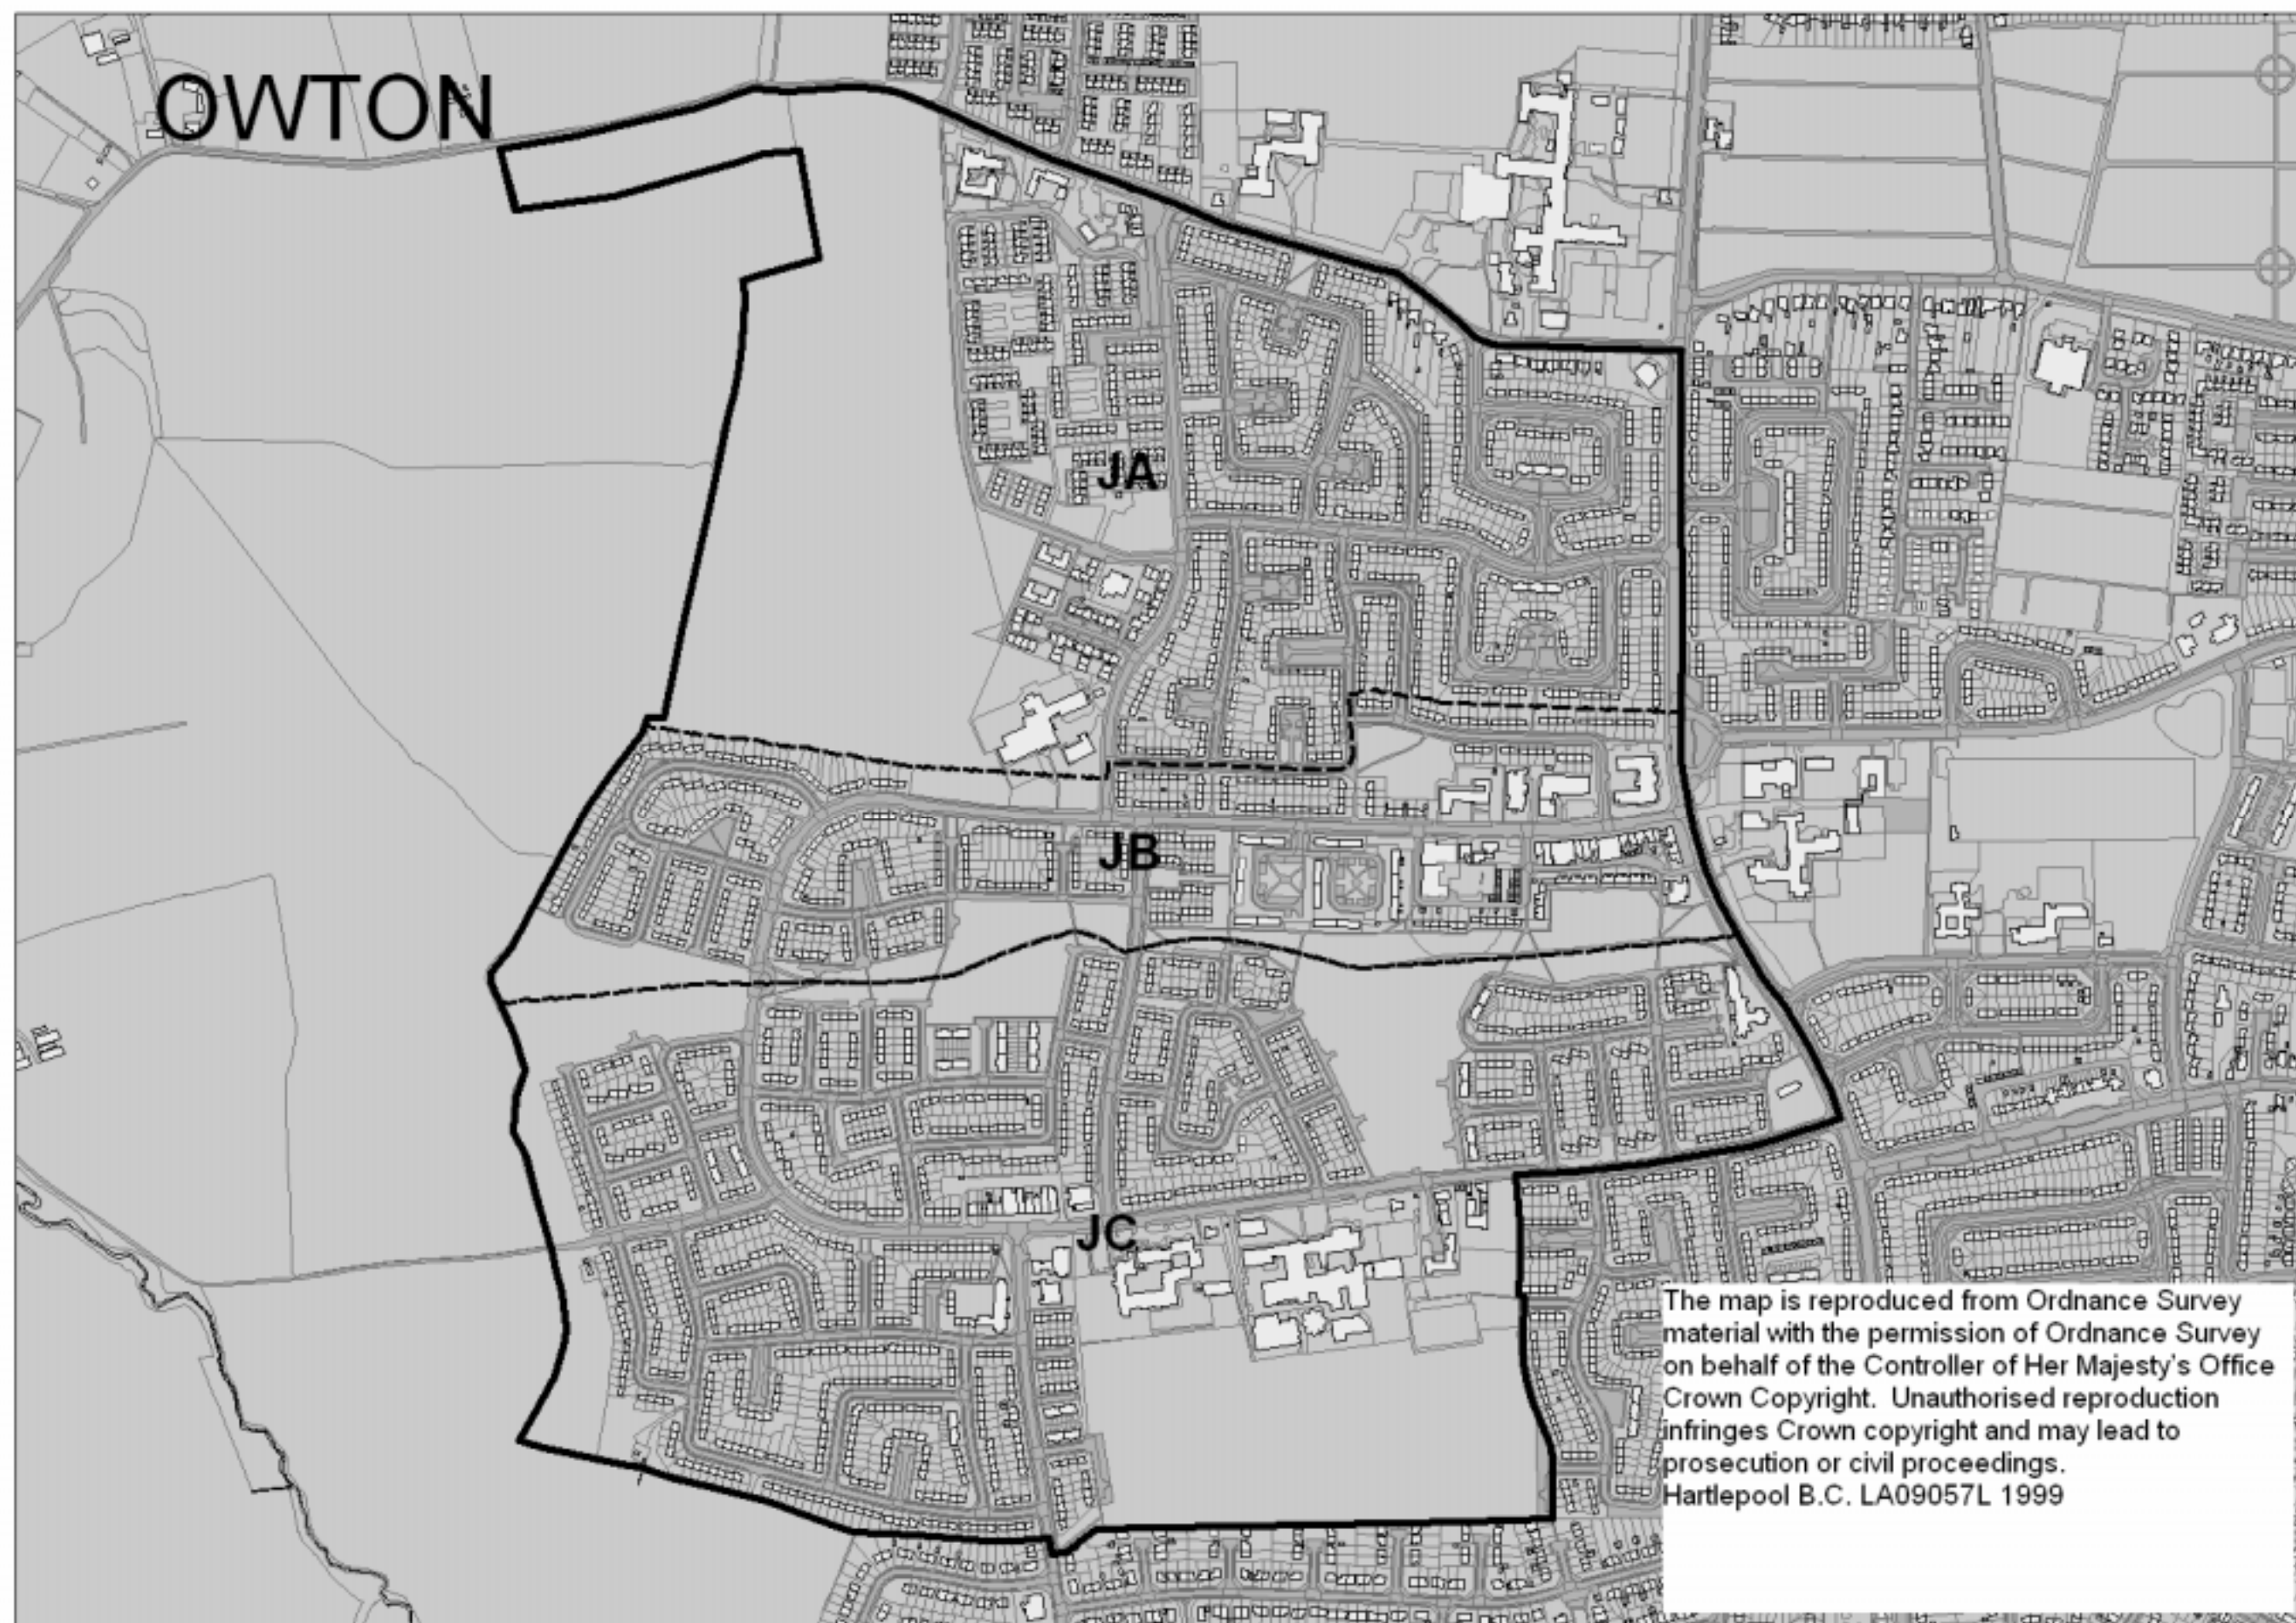 OWTON
JA
JB
JC
The map is reproduced from Ordnance Survey
material with the permission of Ordnance Survey
on behalf of the Controller of Her Majesty's Office
Crown Copyright.  Unauthorised reproduction
infringes Crown copyright and may lead to
prosecution or civil proceedings.
Hartlepool B.C. LA09057L 1999